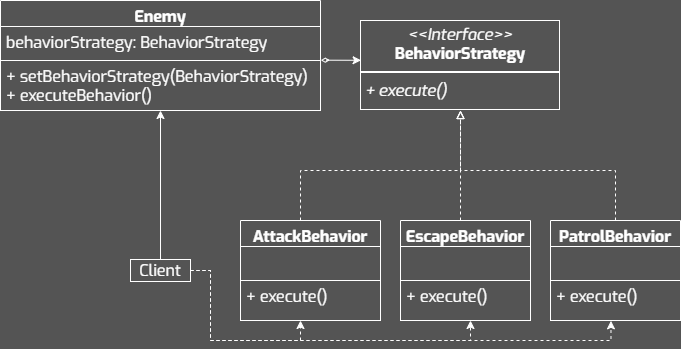 Enemy
behaviorStrategy: BehaviorStrategy
+ setBehaviorStrategy(BehaviorStrategy)
+ executeBehavior()
<<Interface>>
BehaviorStrategy
+ execute()
AttackBehavior
+ execute()
EscapeBehavior
+ execute()
PatrolBehavior
+ execute()
Client